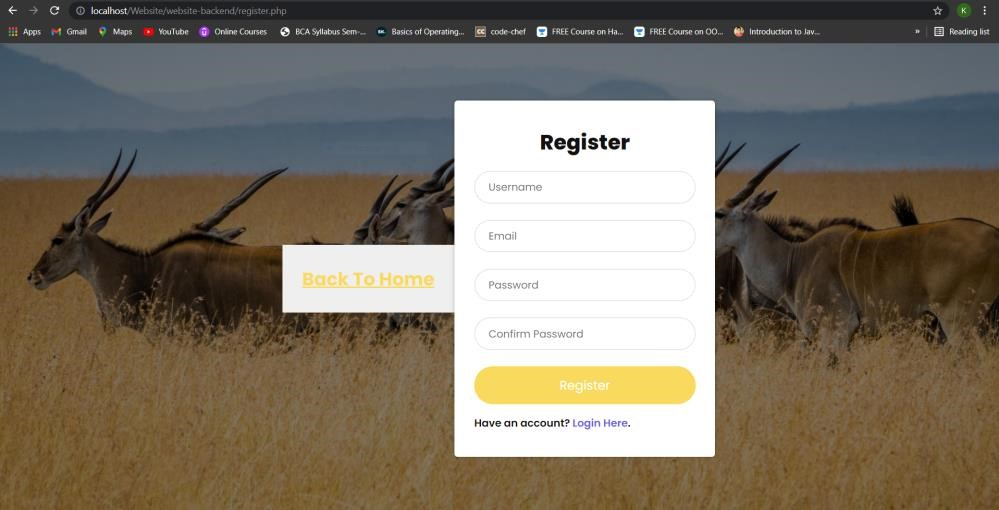 localhost/Website/website-backend/register.php
K
Apps
Gmail
Maps
YouTube
Online Courses
BCA Syllabus Sem-...
Basics of Operating...
CC
code-chef
FREE Course on Ha...
FREE Course on OO...
Introduction to Jav...
»
Reading list
Register
Username
Email
Back To Home
Password
Confirm Password
Register
Have an account? Login Here.